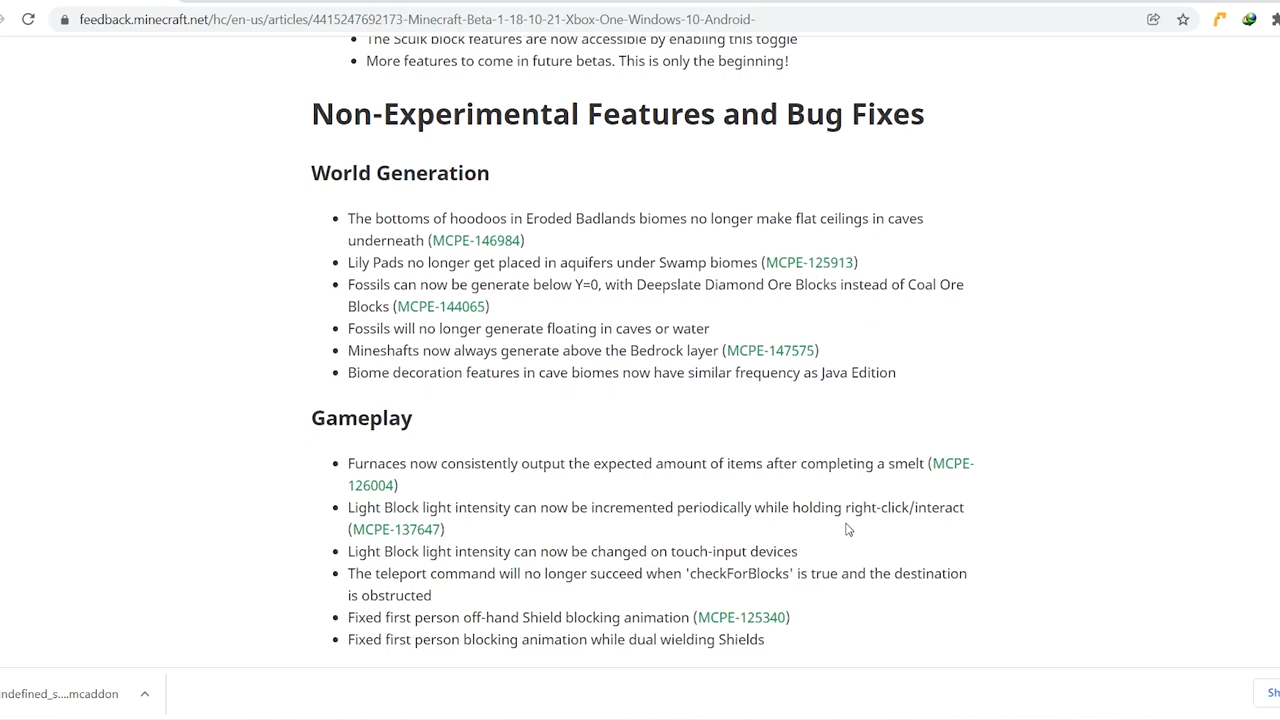 feedback.minecraft.net/hc/en-us/articles/4415247692173-Minecraft-Beta-1-18-10-21-Xbox-One-Windows-10-Android-
The Sculk block features are now accessible by enabling this toggle
More features to come in future betas. This is only the beginning!
Non-Experimental Features and Bug Fixes
World Generation
The bottoms of hoodoos in Eroded Badlands biomes no longer make flat ceilings in caves
underneath (MCPE-146984)
Lily Pads no longer get placed in aquifers under Swamp biomes (MCPE-125913)
Fossils can now be generate below Y=0, with Deepslate Diamond Ore Blocks instead of Coal Ore
Blocks (MCPE-144065)
Fossils will no longer generate floating in caves or water
Mineshafts now always generate above the Bedrock layer (MCPE-147575)
Biome decoration features in cave biomes now have similar frequency as Java Edition
Gameplay
Furnaces now consistently output the expected amount of items after completing a smelt (MCPE-
126004)
Light Block light intensity can now be incremented periodically while holding right-click/interact
(MCPE-137647)
Light Block light intensity can now be changed on touch-input devices
The teleport command will no longer succeed when 'checkForBlocks' is true and the destination
is obstructed
Fixed first person off-hand Shield blocking animation (MCPE-125340)
Fixed first person blocking animation while dual wielding Shields
ndefined_s....mcaddon
Sh